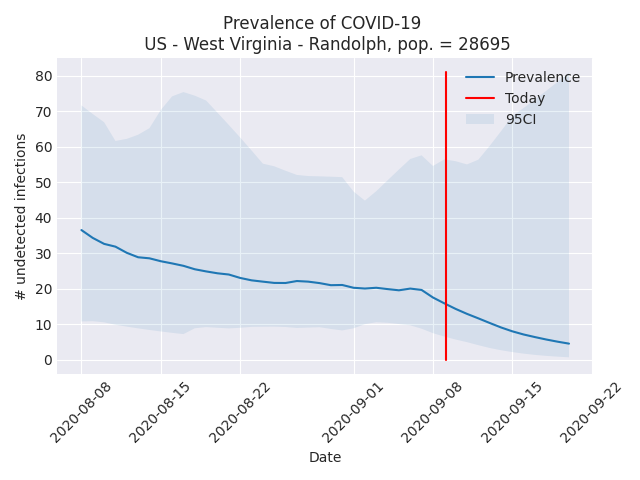 Prevalence of COVID-19
US - West Virginia - Randolph, pop. = 28695
Prevalence
Today
95CI
# undetected infections
80
70
60
50
40
30
20
10
0
2020-08-08
2020-08-15
2020-08-22
2020-09-01
2020-09-08
2020-09-15
2020-09-22
Date